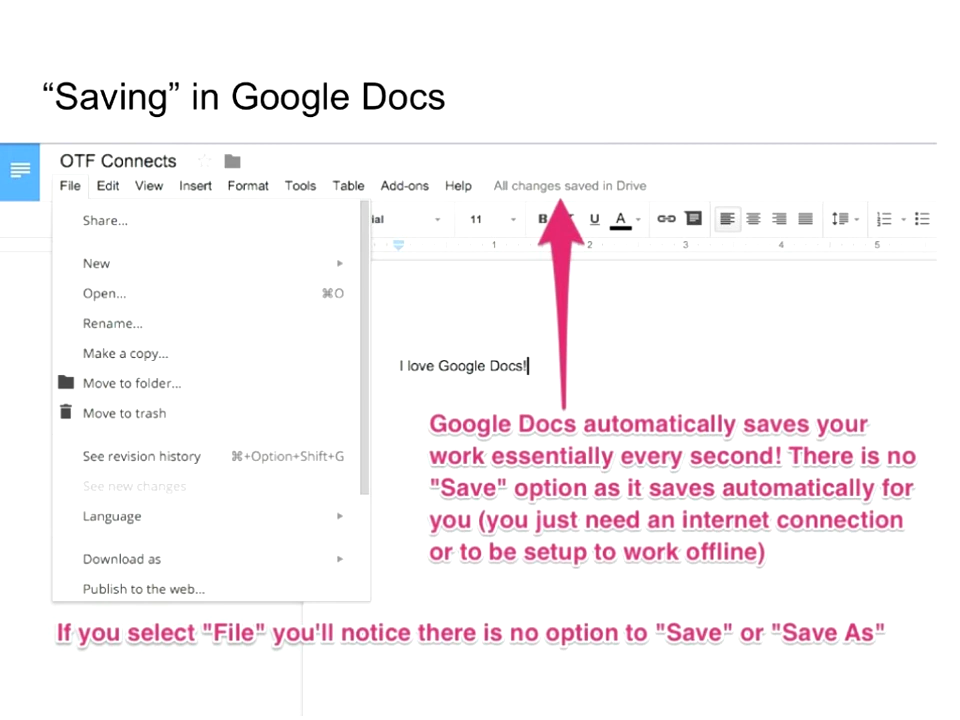 “Saving” in Google Docs
OTF Connects
File Edit View Insert Format Tools Table Add-ons Help All changes saved in Drive
Share...
11 B U A
1 2 3 4 5
New
Open... ⌘O
Rename...
Make a copy...
I love Google Docs!
Move to folder...
Move to trash
See revision history ⌘+Option+Shift+G
See new changes
Language
Download as
Publish to the web...
Google Docs automatically saves your
work essentially every second! There is no
"Save" option as it saves automatically for
you (you just need an internet connection
or to be setup to work offline)
If you select "File" you'll notice there is no option to "Save" or "Save As"